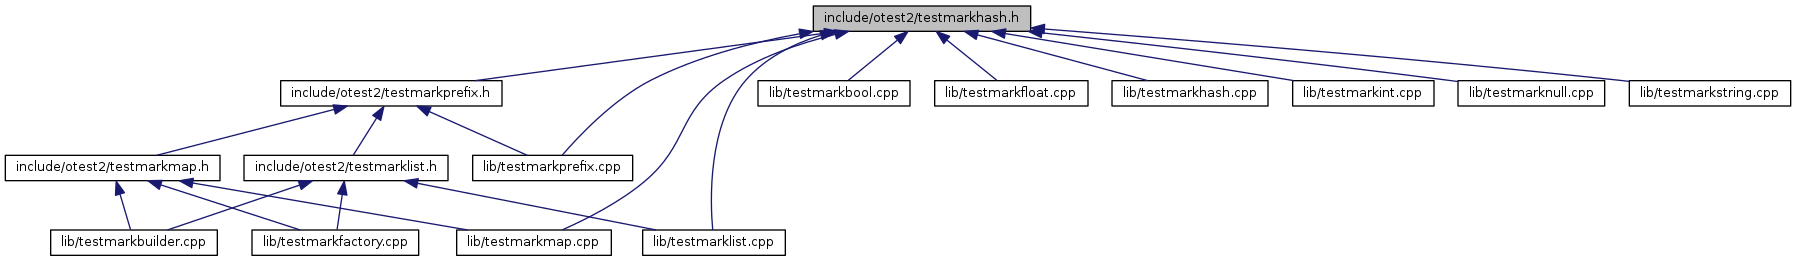 include/otest2/testmarkhash.h
include/otest2/testmarkprefix.h
lib/testmarkbool.cpp
lib/testmarkfloat.cpp
lib/testmarkhash.cpp
lib/testmarkint.cpp
lib/testmarknull.cpp
lib/testmarkstring.cpp
include/otest2/testmarkmap.h
include/otest2/testmarklist.h
lib/testmarkprefix.cpp
lib/testmarkbuilder.cpp
lib/testmarkfactory.cpp
lib/testmarkmap.cpp
lib/testmarklist.cpp